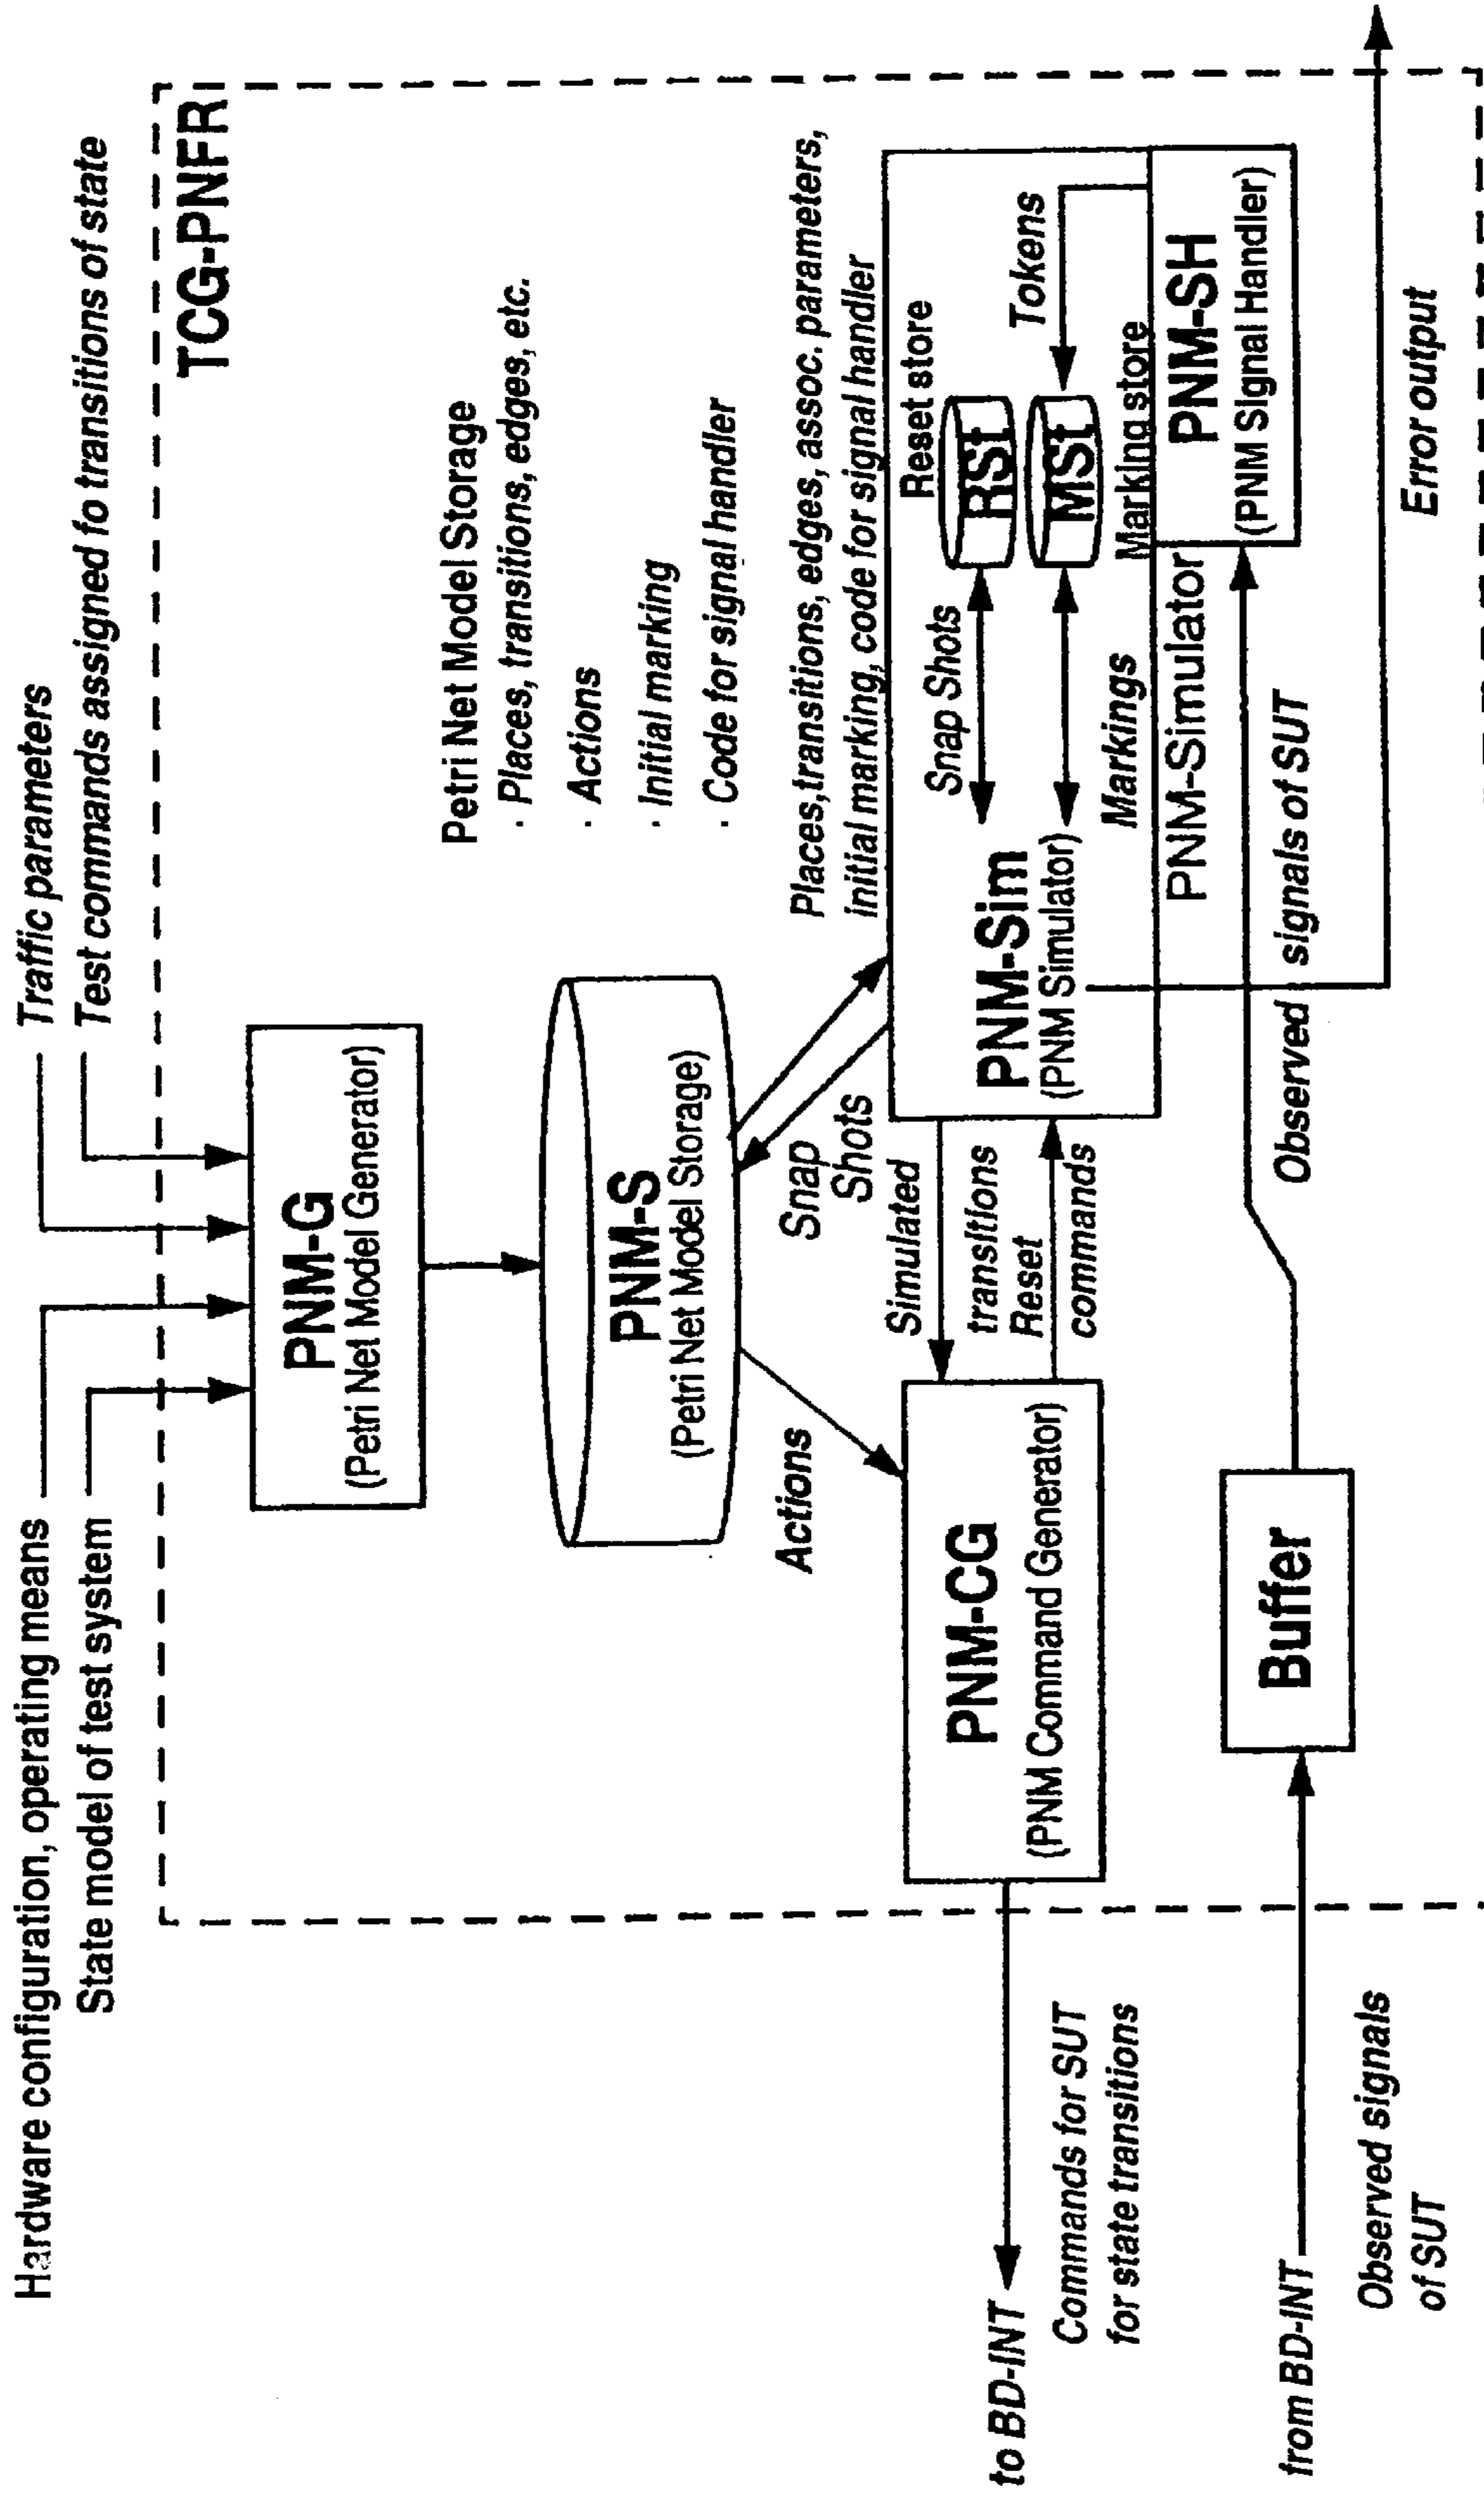 Hardware configuration, operating means
Traffic parameters
State model of test system
Test commands assigned to transitions of state
TCG-PNFR
PNM-G
(Petri Net Model Generator)
Petri Net Model Storage
· Places, transitions, edges, etc.
· Actions
· Initial marking
· Code for signal handler
PNM-S
(Petri Net Model Storage)
Actions
Snap
Shots
Places,transitions, edges, assoc. parameters,
initial marking, code for signal handler
Simulated
transitions
Reset
commands
PNM-CG
(PNM Command Generator)
PNM-Sim
(PNM Simulator)
Snap Shots
Markings
Reset store
RSt
MSt
Tokens
Marking store
PNM-Simulator
PNM-SH
(PNM Signal Handler)
to BD-INT
Commands for SUT
for state transitions
Buffer
from BD-INT
Observed signals
of SUT
Observed signals of SUT
Error output